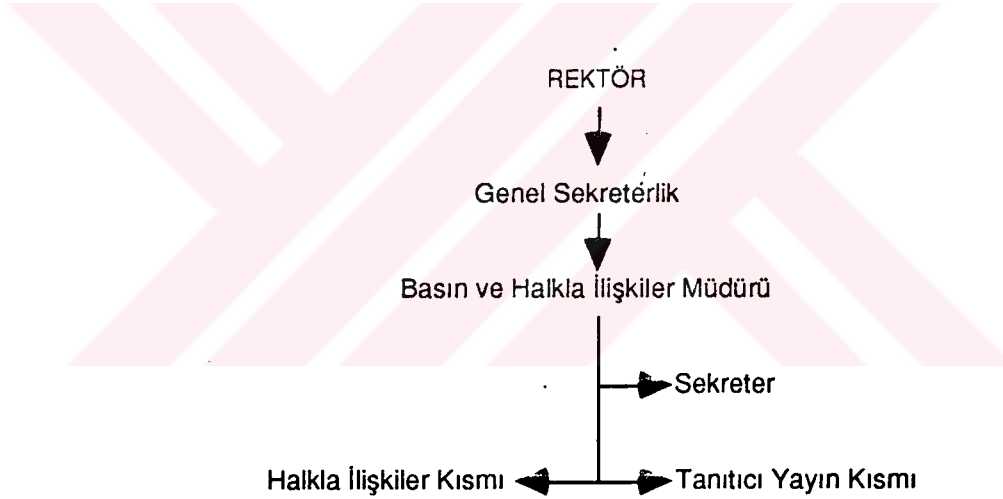 REKTÖR
Genel Sekreterlik
Basın ve Halkla İlişkiler Müdürü
Sekreter
Halkla İlişkiler Kısmı Tanıtıcı Yayın Kısmı